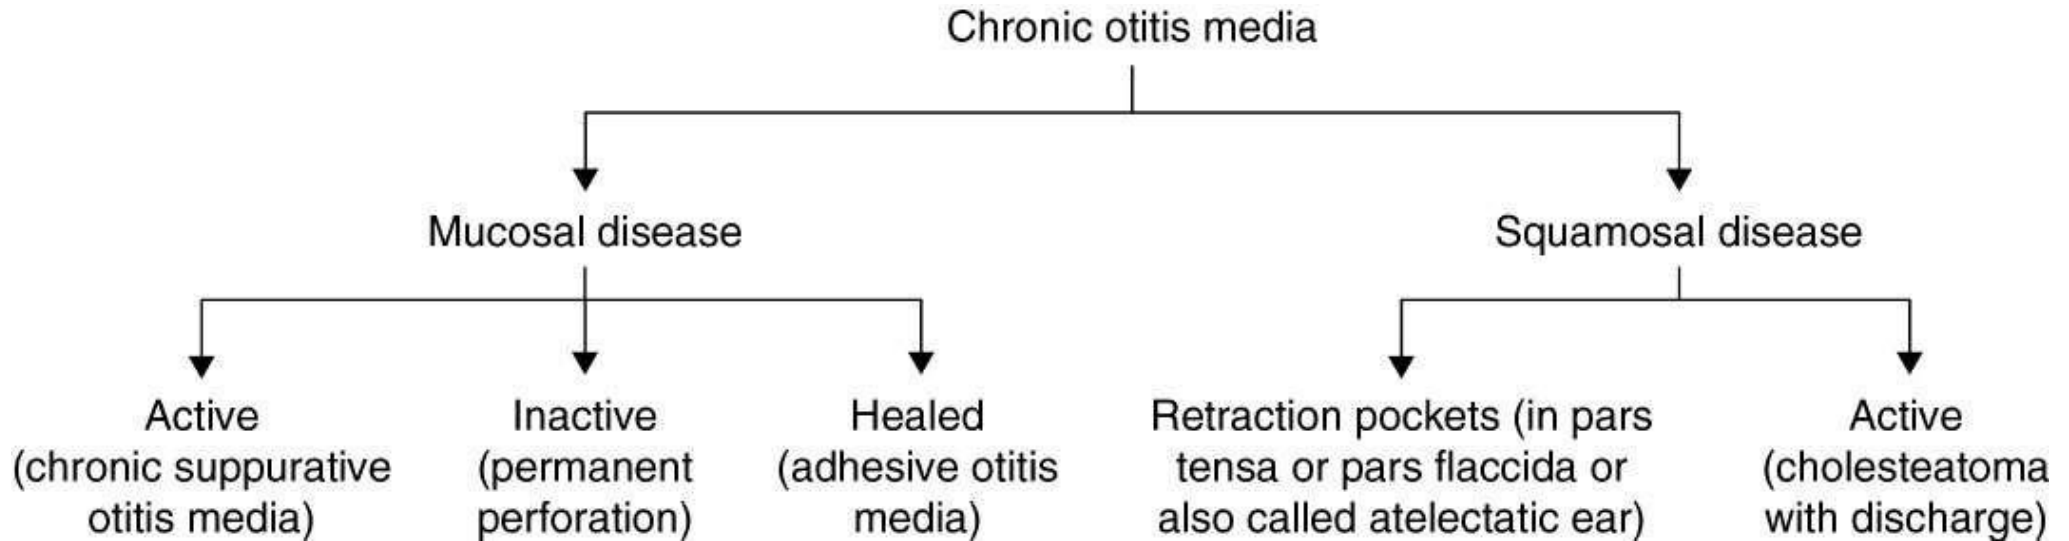 Chronic otitis media
Mucosal disease
Squamosal disease
Active
(chronic suppurative
otitis media)
Inactive
(permanent
perforation)
Healed
(adhesive otitis
media)
Retraction pockets (in pars
tensa or pars flaccida or
also called atelectatic ear)
Active
(cholesteatoma
with discharge)